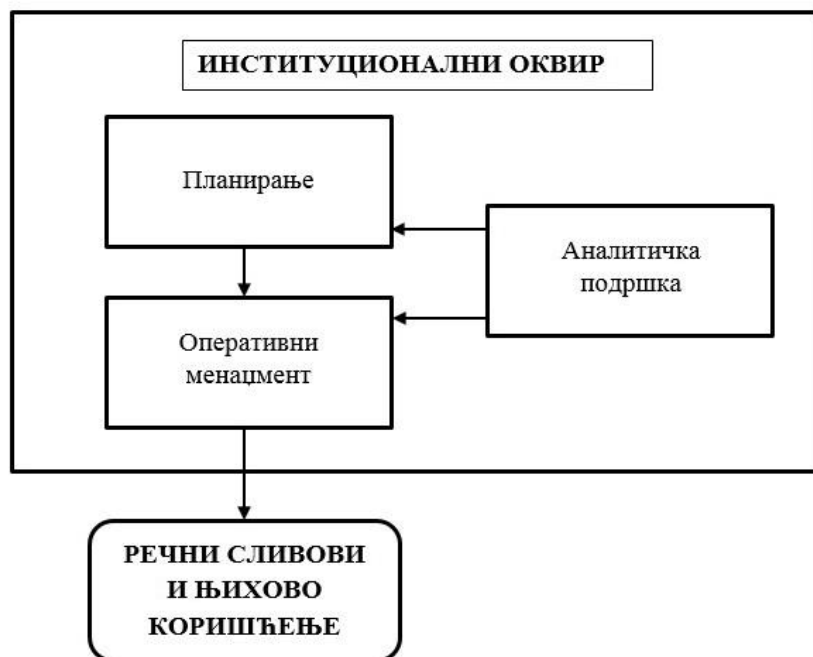 ИНСТИТУЦИОНАЛНИ ОКВИР
Планирање
Аналитичка
подршка
Оперативни
менаџмент
РЕЧНИ СЛИВОВИ
И ЊИХОВО
КОРИШЋЕЊЕ